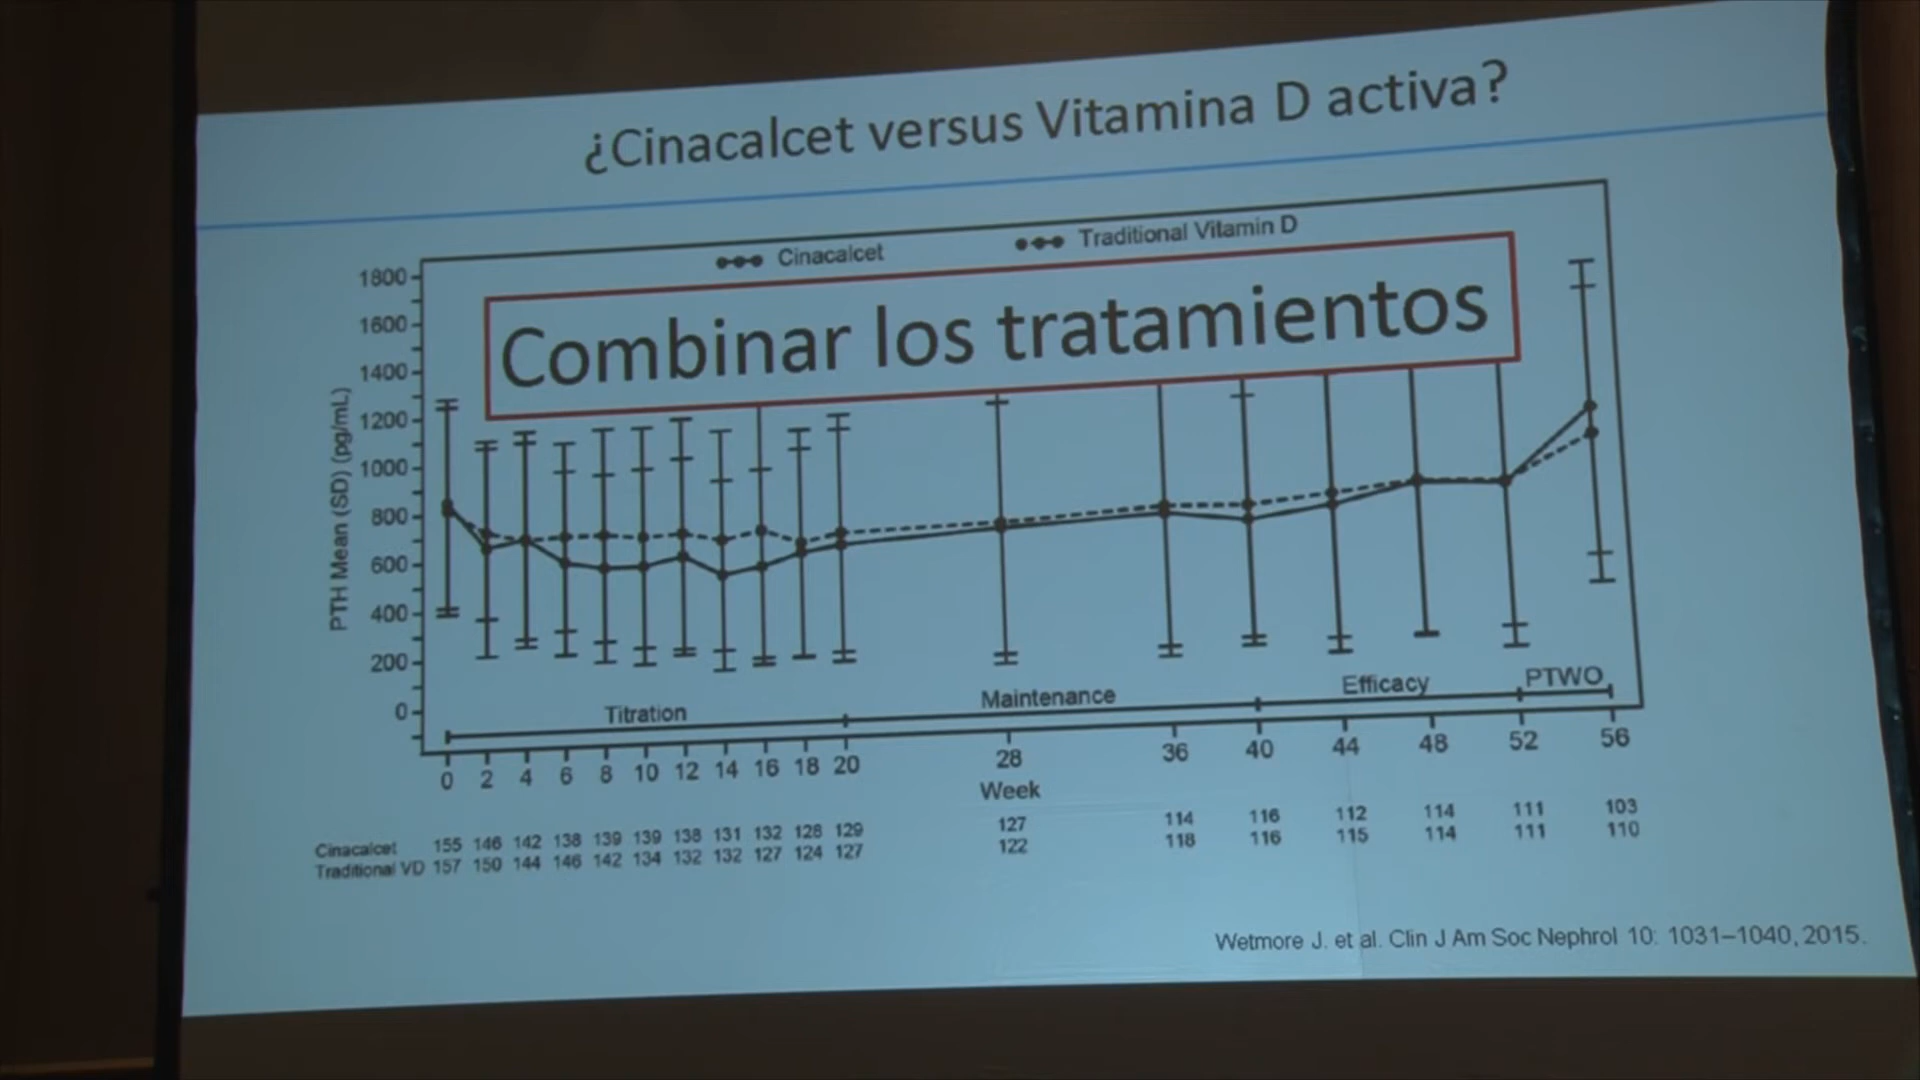 ¿Cinacalcet versus Vitamina D activa?
Cinacalcet
Traditional Vitamin D
Combinar los tratamientos
PTH Mean (SD) (pg/mL)
1800
1600
1400
1200
1000
800
600
400
200
0
Titration
Maintenance
Efficacy
PTWO
0 2 4 6 8 10 12 14 16 18 20 28 36 40 44 48 52 56
Week
Cinacalcet 155 146 142 138 139 139 138 131 132 128 129 127 114 116 112 114 111 103
Traditional VD 157 150 144 146 142 134 132 132 127 124 127 122 118 116 115 114 111 110
Wetmore J. et al. Clin J Am Soc Nephrol 10: 1031–1040, 2015.